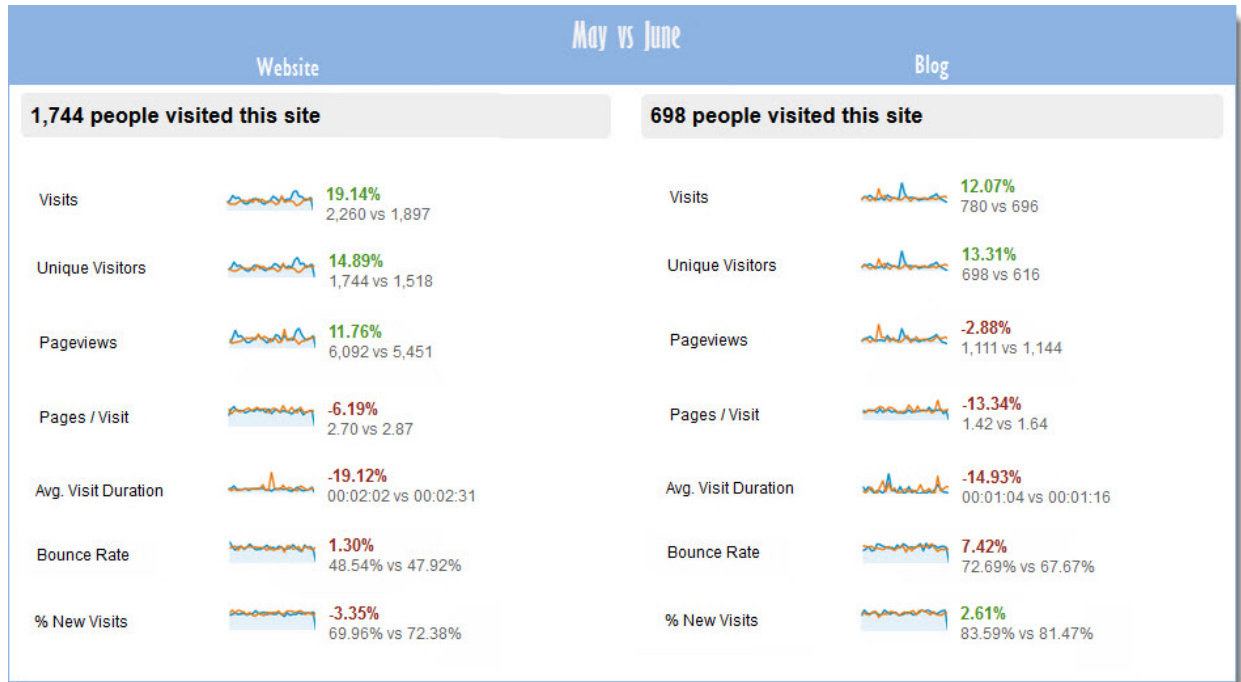 May vs June
Website
Blog
1,744 people visited this site
Visits
19.14%
2,260 vs 1,897
Unique Visitors
14.89%
1,744 vs 1,518
Pageviews
11.76%
6,092 vs 5,451
Pages / Visit
-6.19%
2.70 vs 2.87
Avg. Visit Duration
-19.12%
00:02:02 vs 00:02:31
Bounce Rate
1.30%
48.54% vs 47.92%
% New Visits
-3.35%
69.96% vs 72.38%
698 people visited this site
Visits
12.07%
780 vs 696
Unique Visitors
13.31%
698 vs 616
Pageviews
-2.88%
1,111 vs 1,144
Pages / Visit
-13.34%
1.42 vs 1.64
Avg. Visit Duration
-14.93%
00:01:04 vs 00:01:16
Bounce Rate
7.42%
72.69% vs 67.67%
% New Visits
2.61%
83.59% vs 81.47%